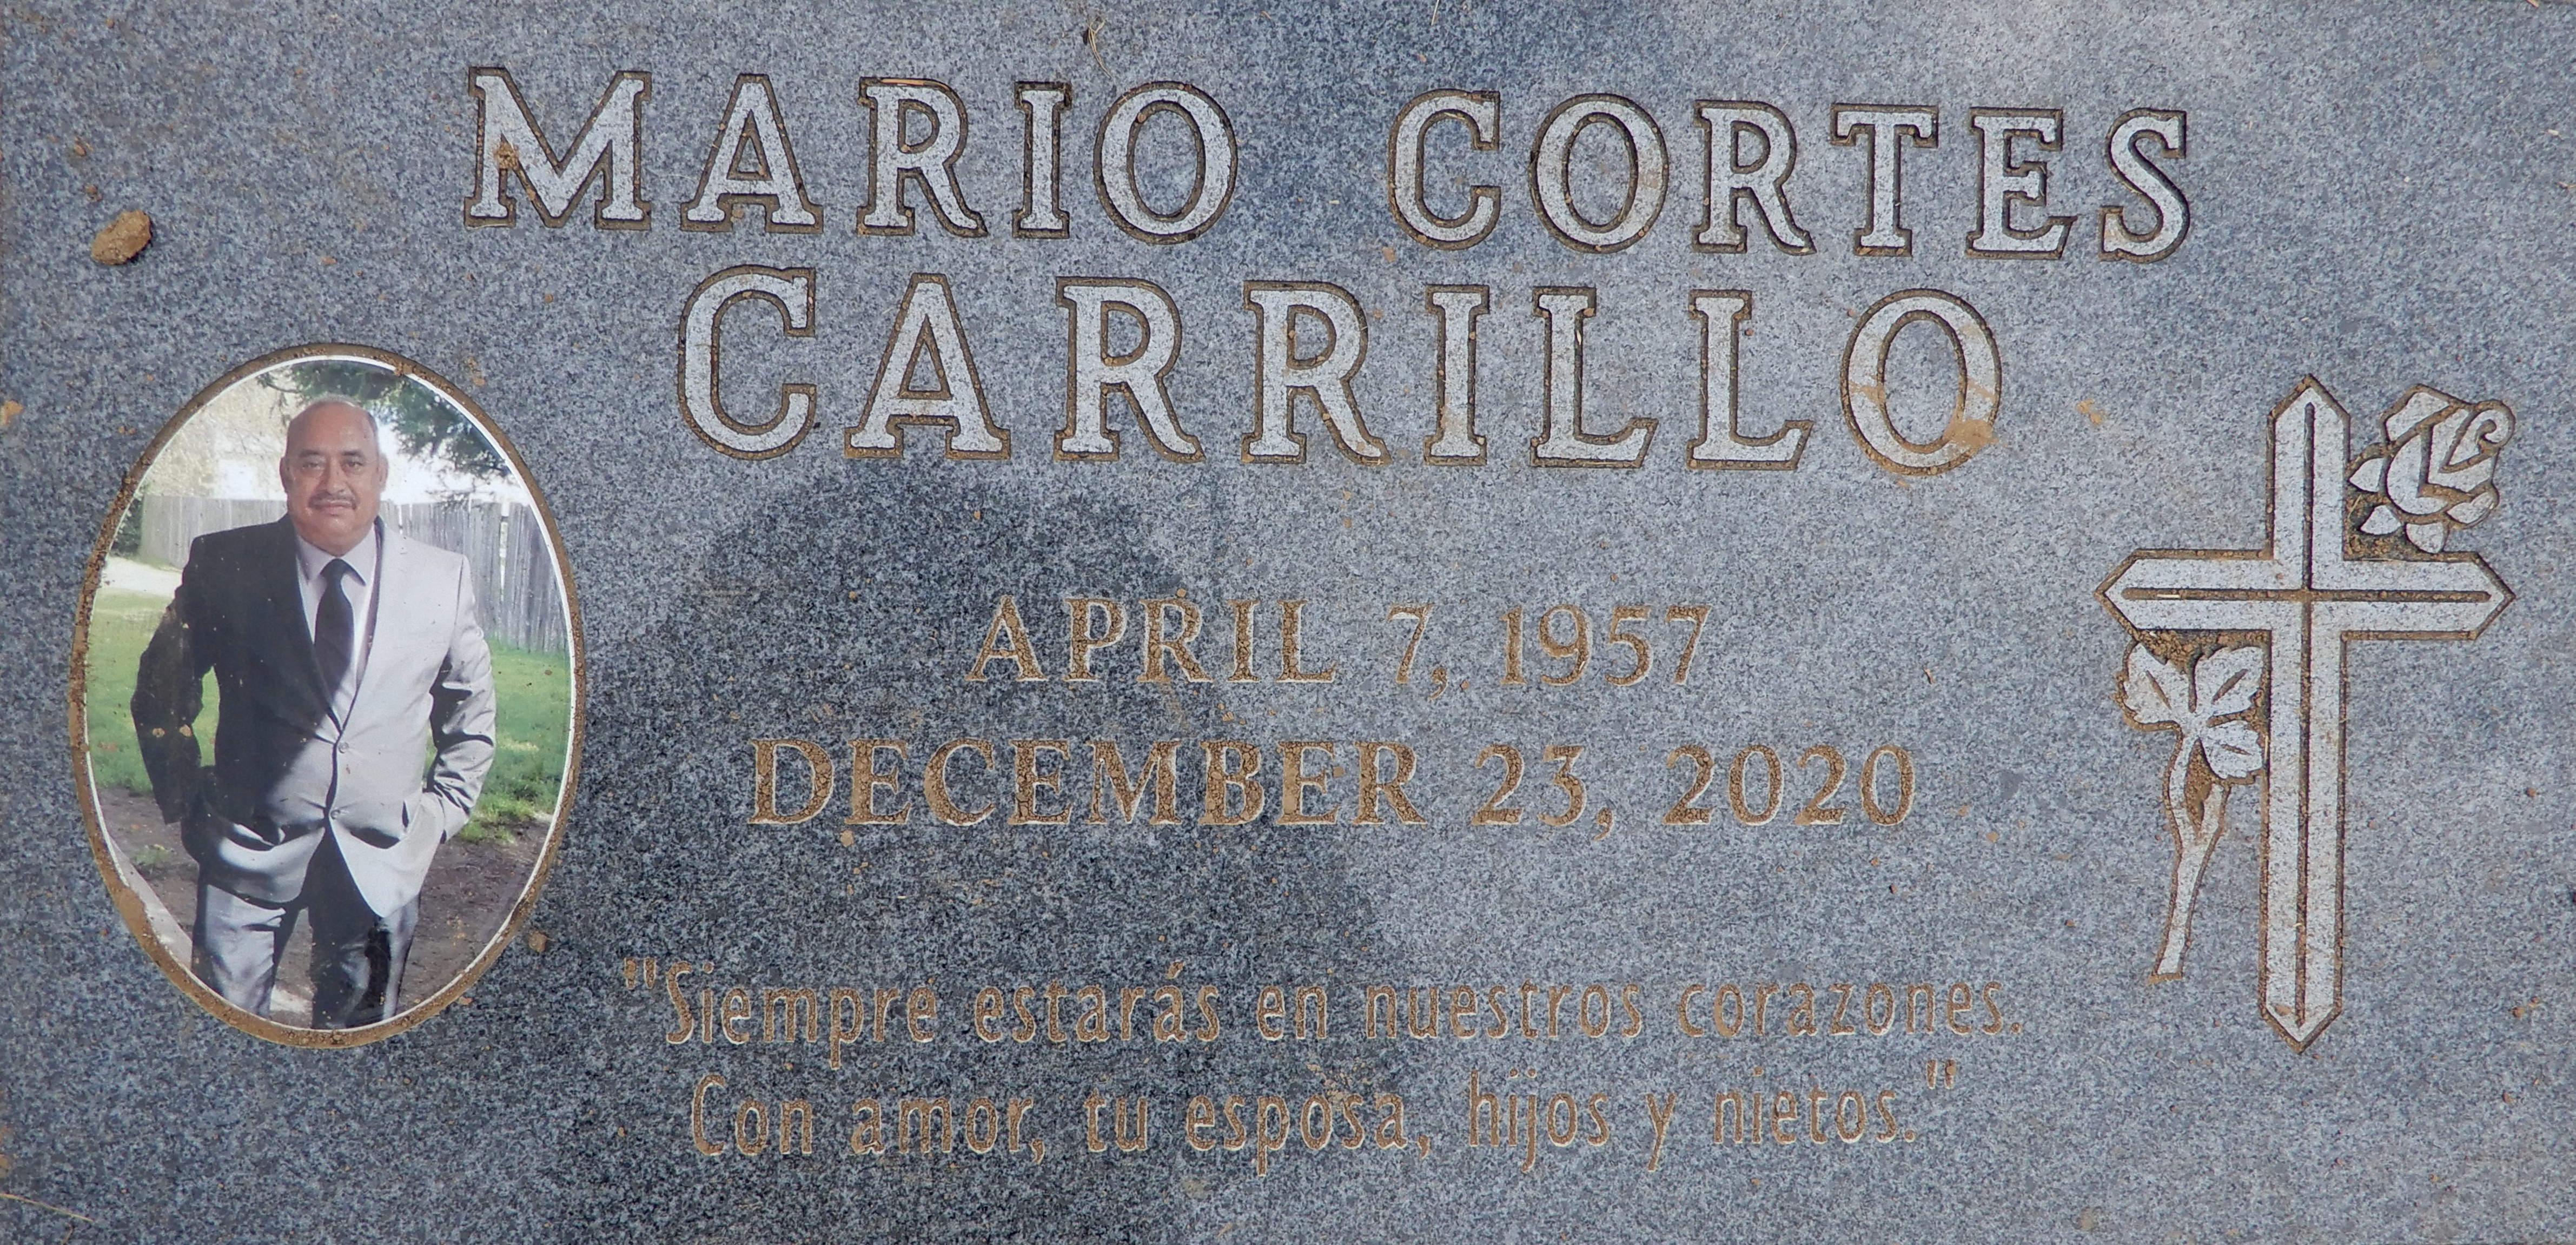 MARIO CORTES
CARRILLO
APRIL 7, 1957
DECEMBER 23, 2020
"Siempre estarás en nuestros corazones.
Con amor, tu esposa, hijos y nietos."